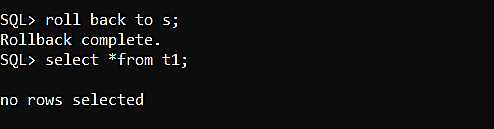 SQL> roll back to s;
Rollback complete.
SQL> select *from t1;
no rows selected